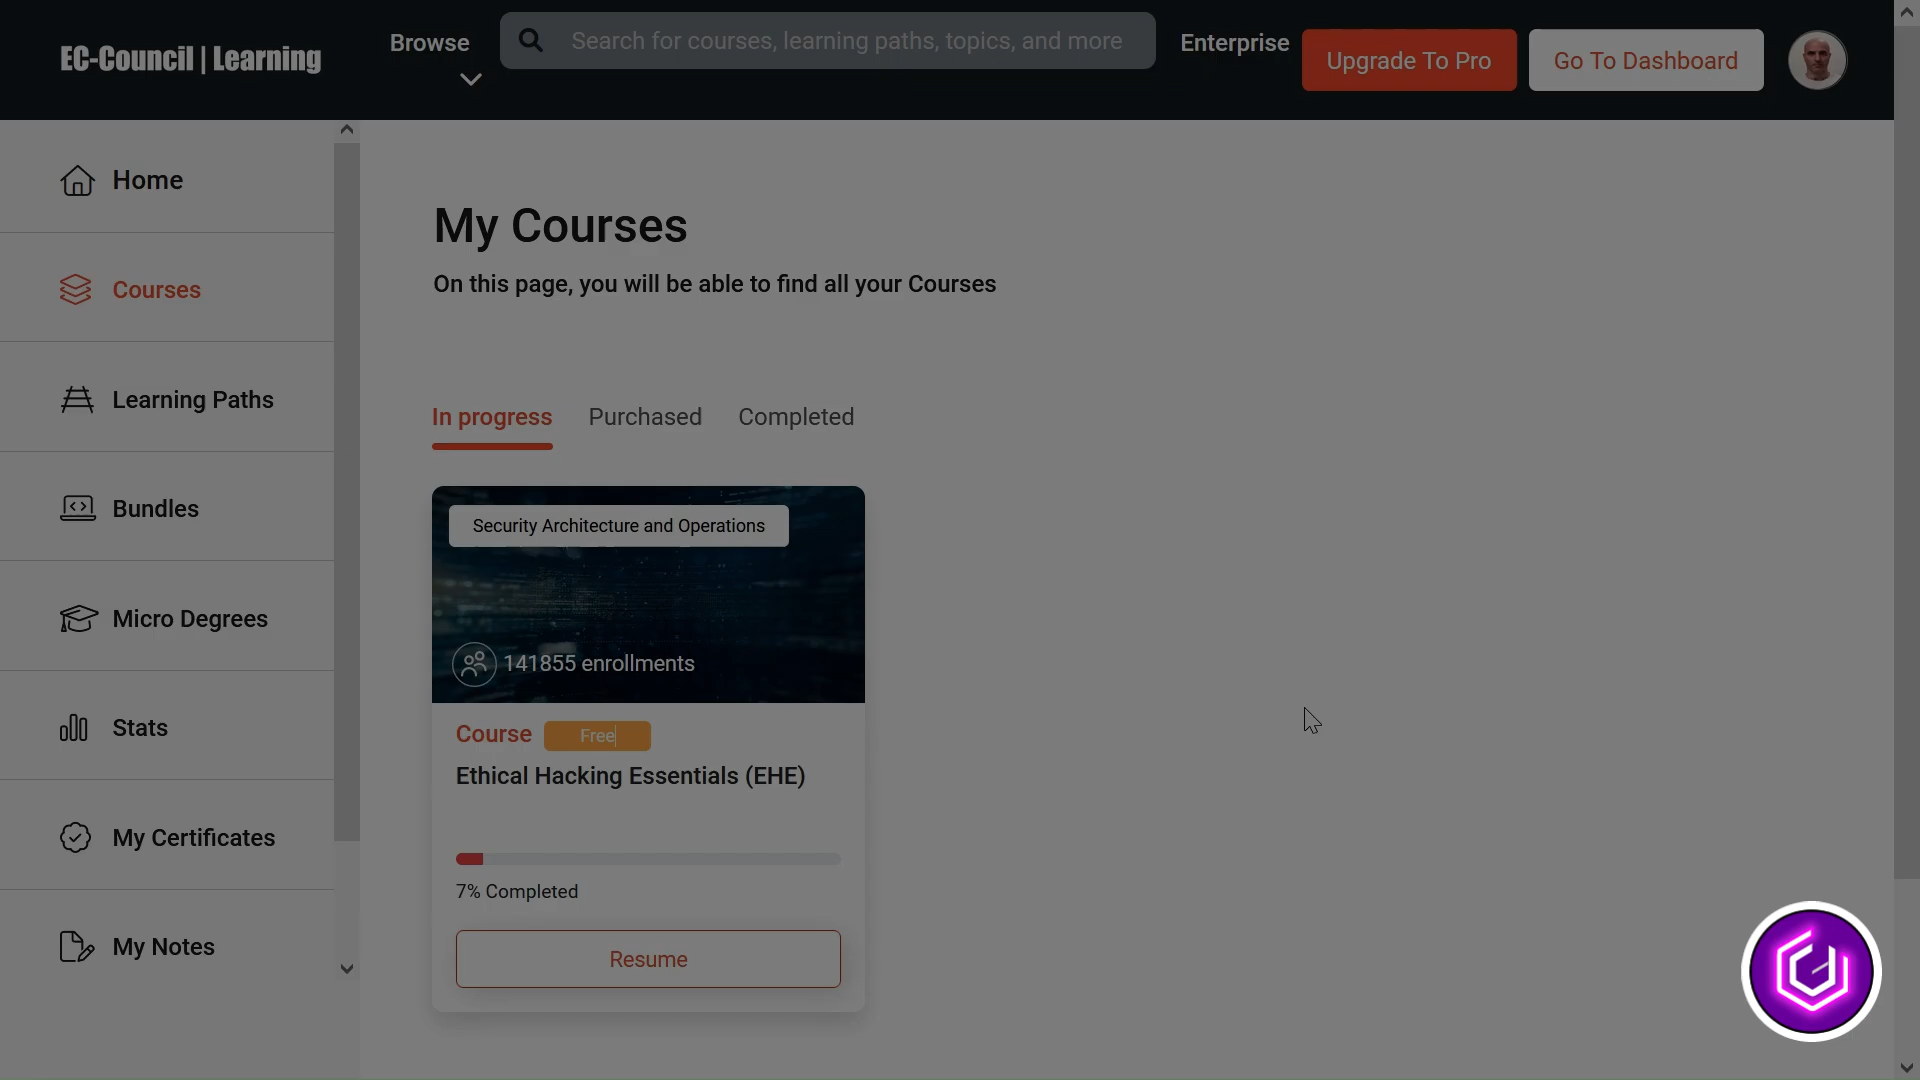 EC-Council | Learning
Browse
Search for courses, learning paths, topics, and more
Enterprise
Upgrade To Pro
Go To Dashboard
Home
Courses
Learning Paths
Bundles
Micro Degrees
Stats
My Certificates
My Notes
My Courses
On this page, you will be able to find all your Courses
In progress
Purchased
Completed
Security Architecture and Operations
141855 enrollments
Course
Free
Ethical Hacking Essentials (EHE)
7% Completed
Resume